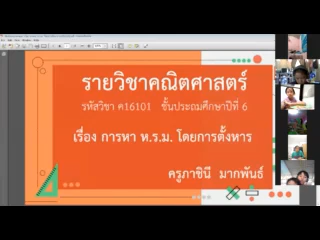 รายวิชาคณิตศาสตร์
รหัสวิชา ค16101 ชั้นประถมศึกษาปีที่ 6
เรื่อง การหา ห.ร.ม. โดยการตั้งหาร
ครูภาชินี มากพันธ์